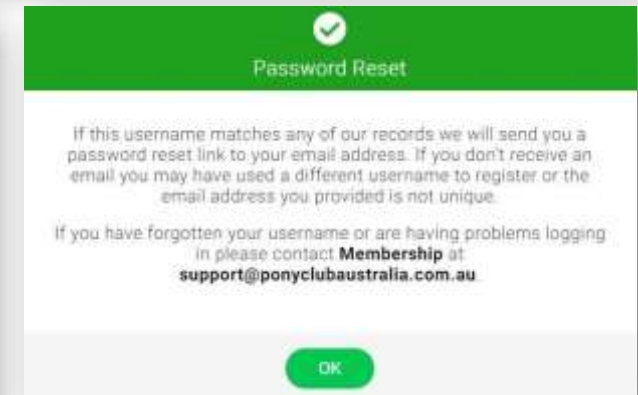 Password Reset
If this username matches any of our records we will send you a
password reset link to your email address. If you don't receive an
email you may have used a different username to register or the
email address you provided is not unique.
If you have forgotten your username or are having problems logging
in please contact Membership at
support@ponyclubaustralia.com.au.
OK